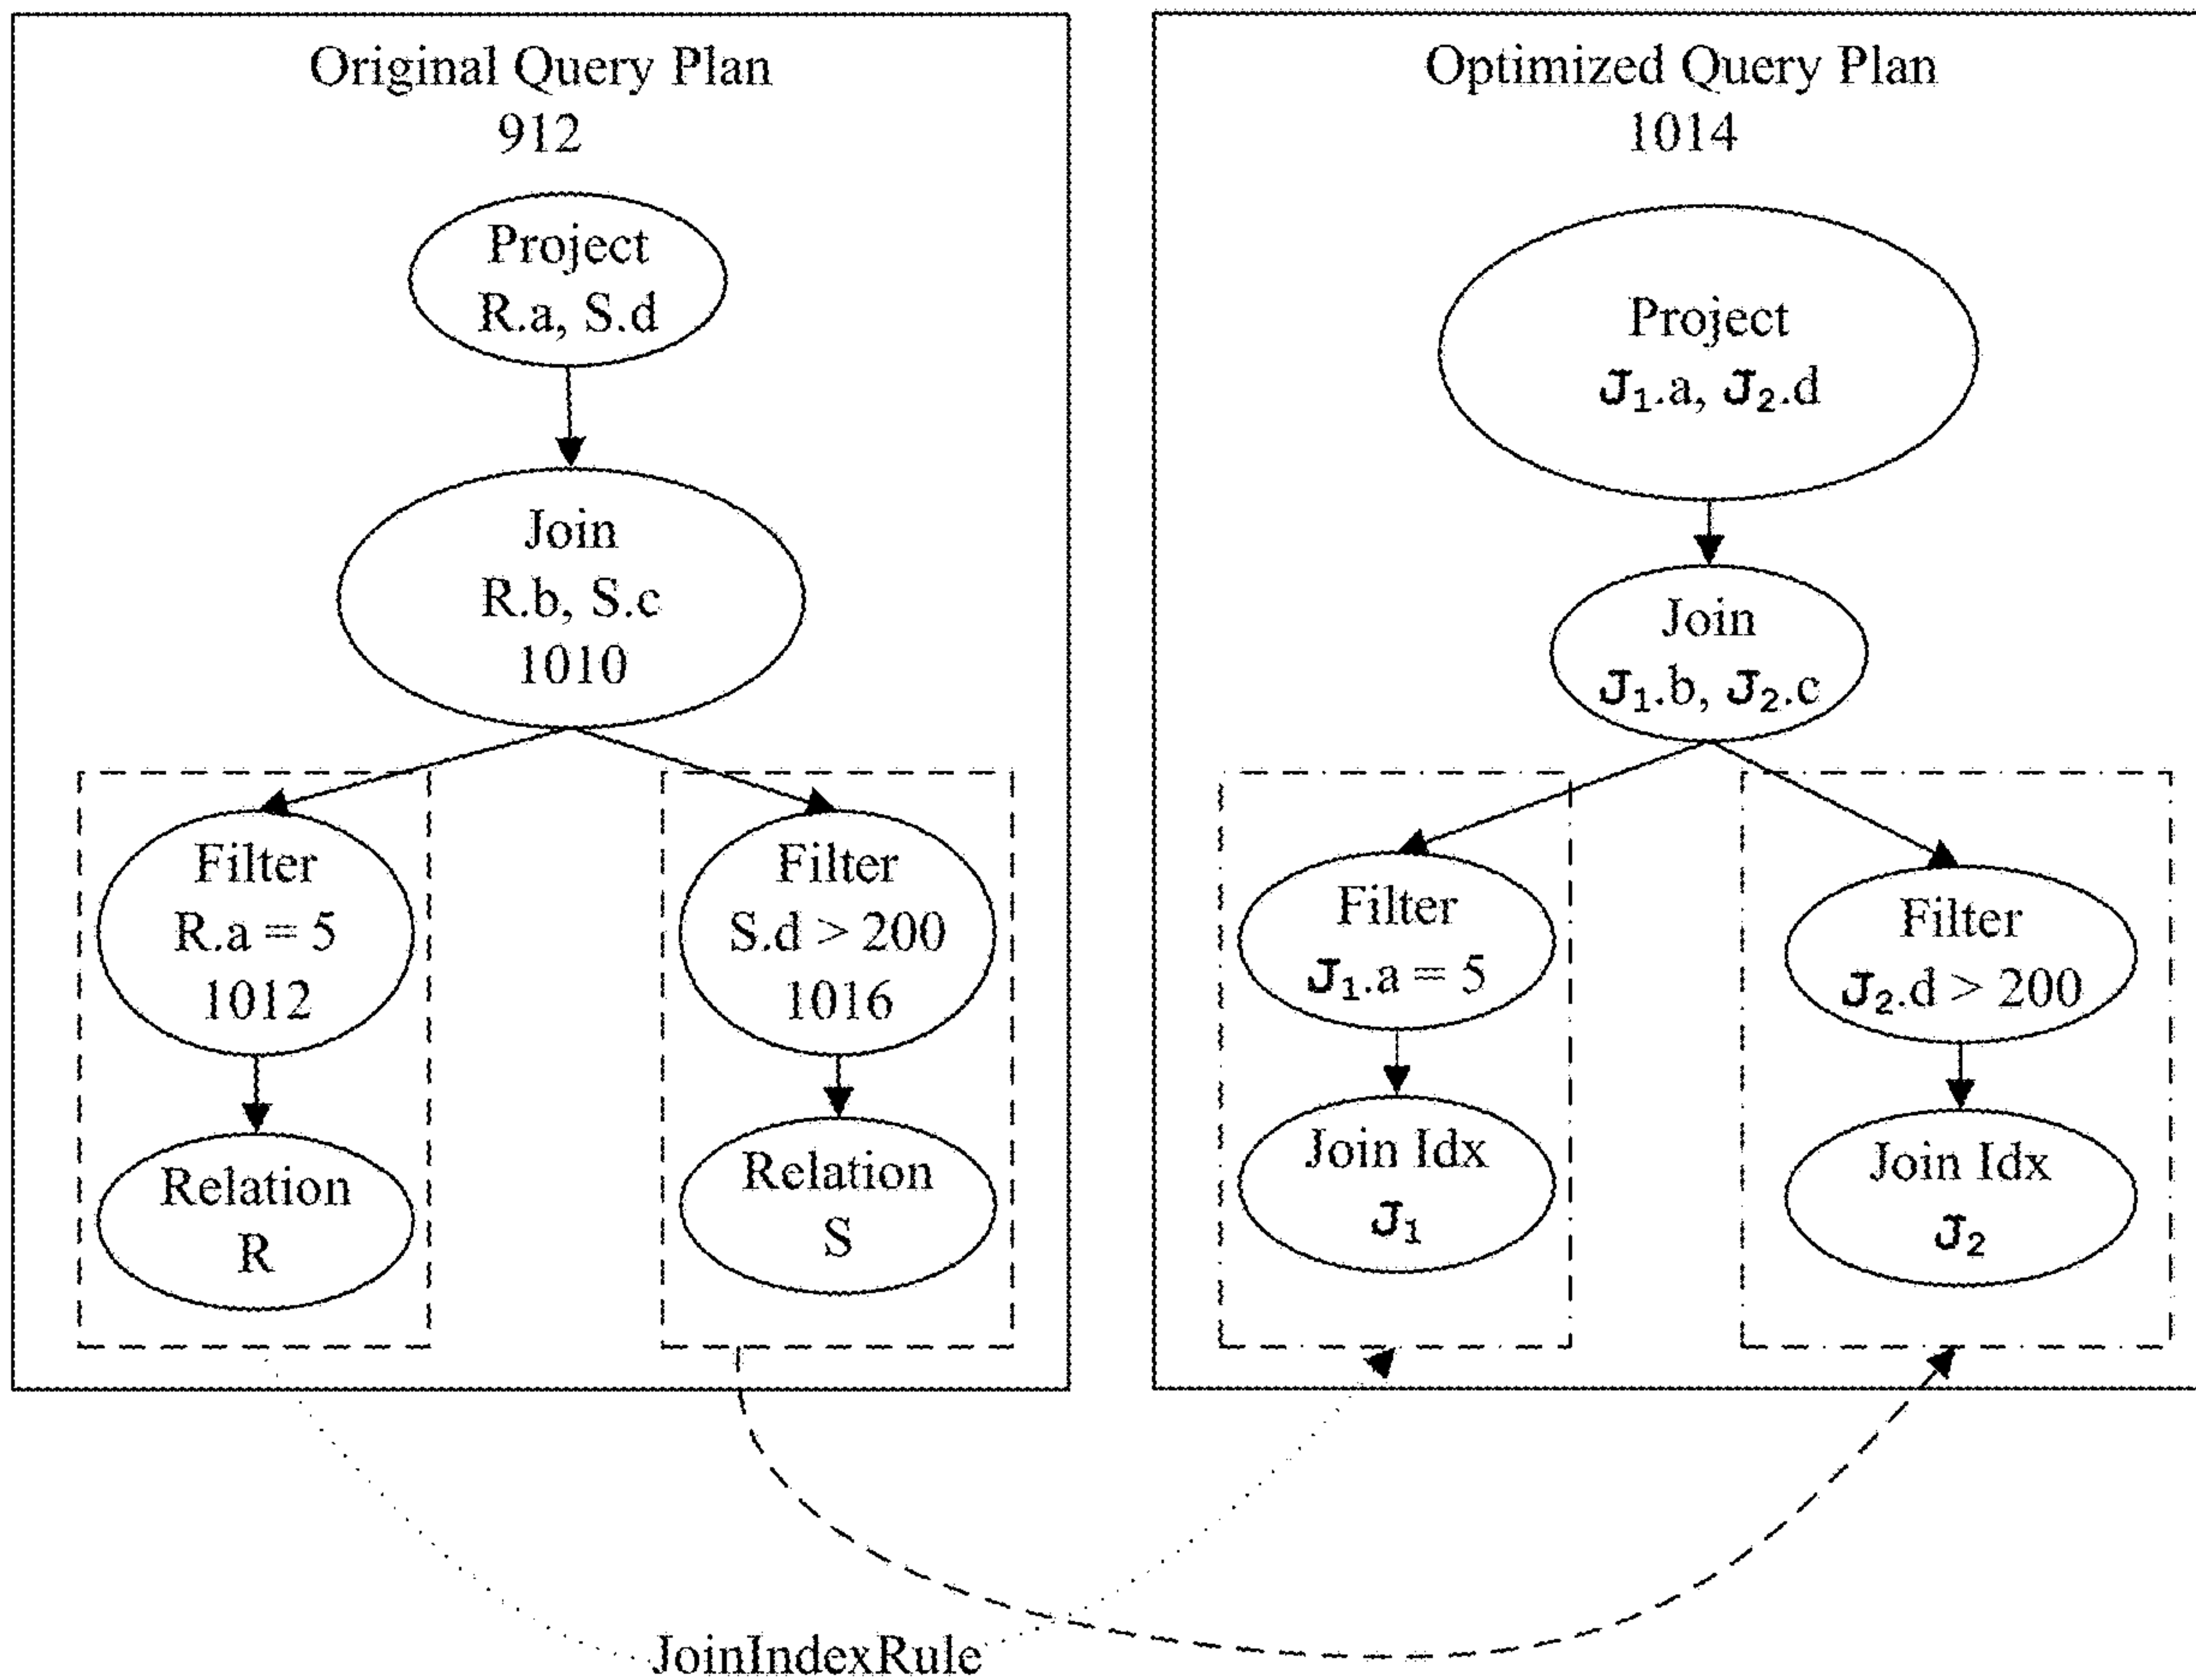 Original Query Plan
912
Project
R.a, S.d
Join
R.b, S.c
1010
Filter
R.a = 5
1012
Relation
R
Filter
S.d > 200
1016
Relation
S
Optimized Query Plan
1014
Project
J₁.a, J₂.d
Join
J₁.b, J₂.c
Filter
J₁.a = 5
Join Idx
J₁
Filter
J₂.d > 200
Join Idx
J₂
JoinIndexRule